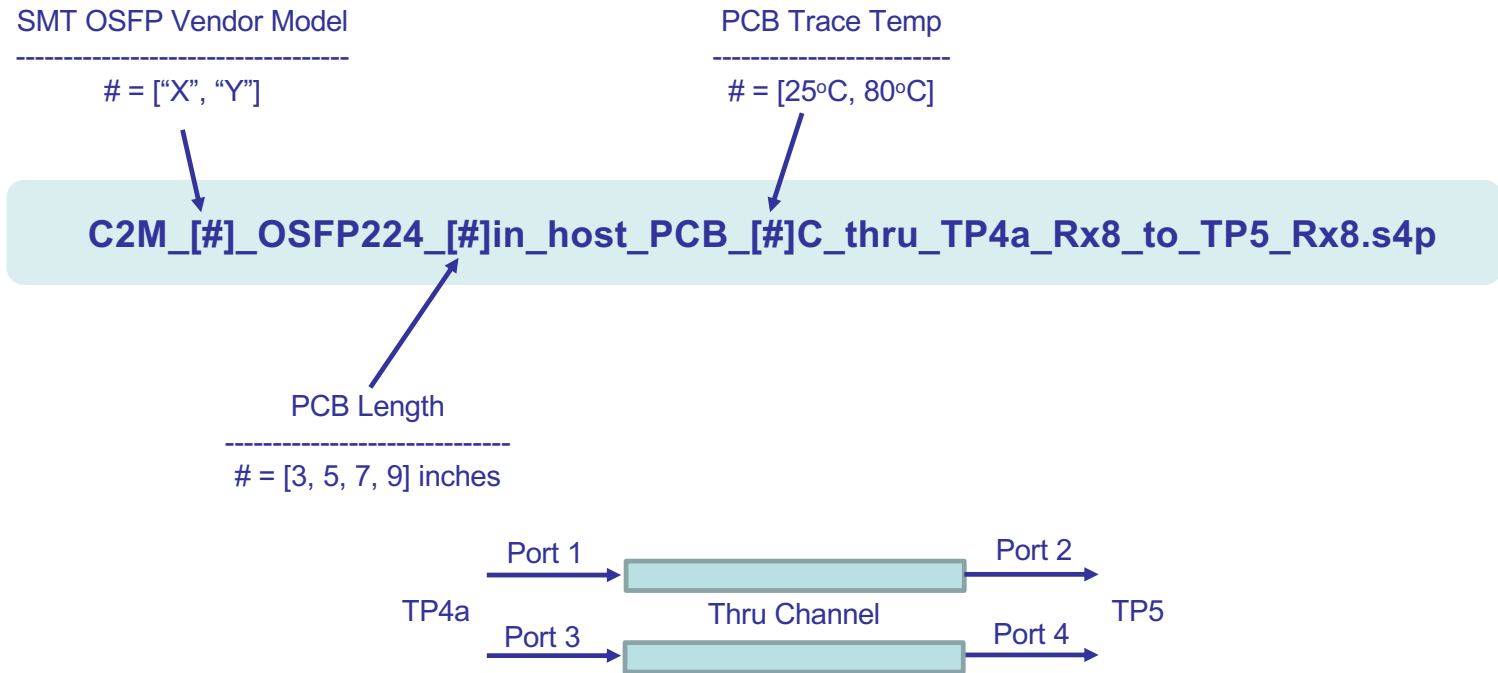 SMT OSFP Vendor Model
-----------------------------------
# = [“X”, “Y”]
PCB Trace Temp
-------------------------
# = [25ºC, 80ºC]
C2M_[#]_OSFP224_[#]in_host_PCB_[#]C_thru_TP4a_Rx8_to_TP5_Rx8.s4p
PCB Length
------------------------------
# = [3, 5, 7, 9] inches
Port 1
Port 2
TP4a
Thru Channel
TP5
Port 3
Port 4